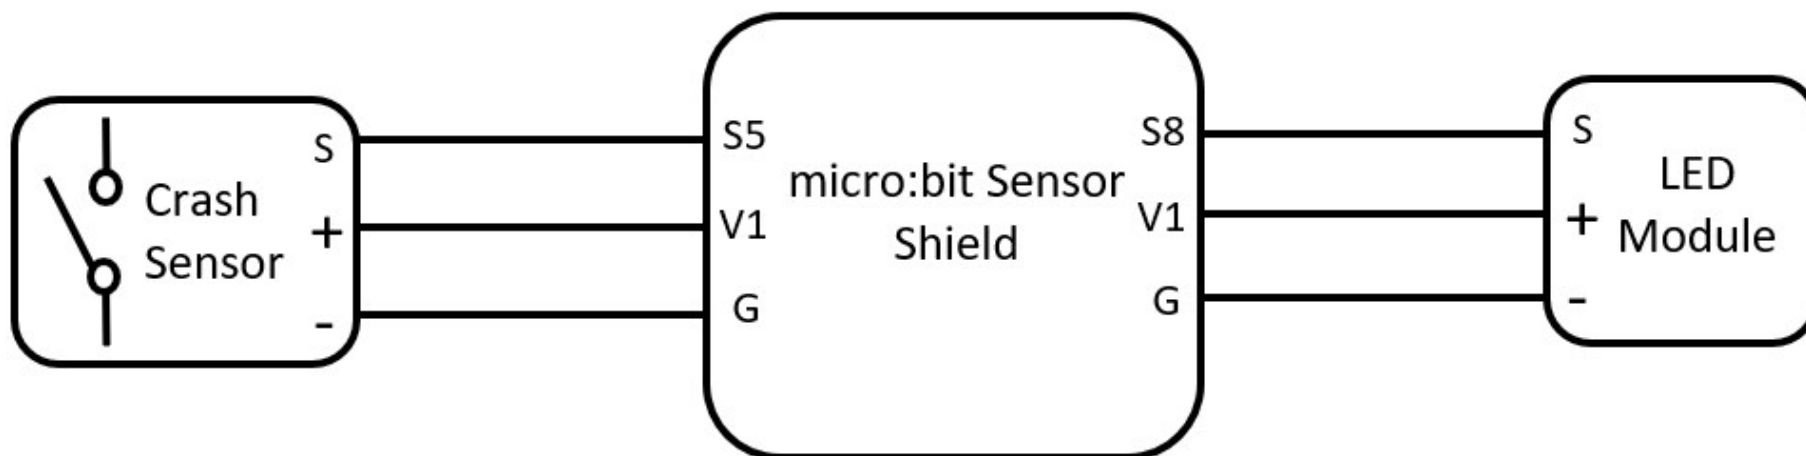 S
Crash
Sensor
+
-
S5
V1
G
micro:bit Sensor
Shield
S8
V1
G
S
+
-
LED
Module